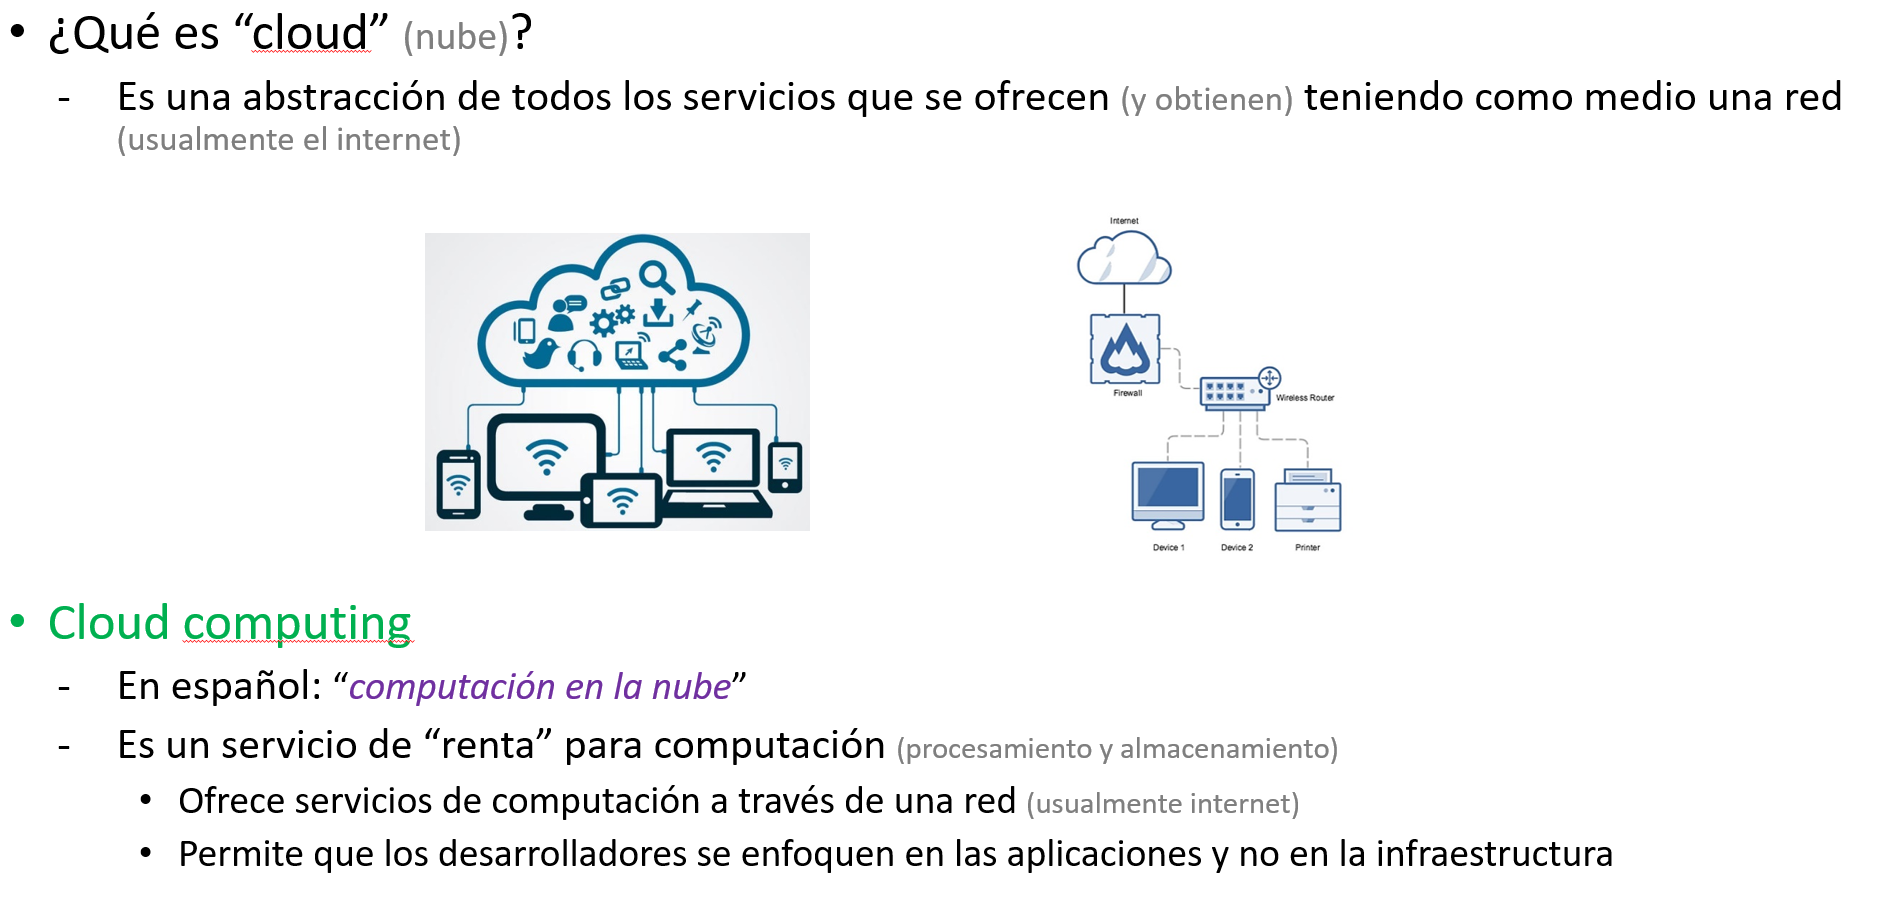 • ¿Qué es “cloud” (nube)?
- Es una abstracción de todos los servicios que se ofrecen (y obtienen) teniendo como medio una red
(usualmente el internet)
Internet
Firewall
Wireless Router
Device 1
Device 2
Printer
• Cloud computing
- En español: “computación en la nube”
- Es un servicio de “renta” para computación (procesamiento y almacenamiento)
• Ofrece servicios de computación a través de una red (usualmente internet)
• Permite que los desarrolladores se enfoquen en las aplicaciones y no en la infraestructura